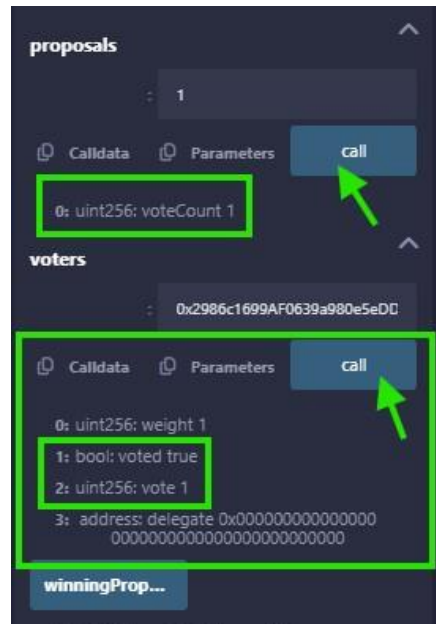 proposals
: 1
Calldata Parameters call
0: uint256: voteCount 1
voters
: 0x2986c1699AF0639a980e5eDD
Calldata Parameters call
0: uint256: weight 1
1: bool: voted true
2: uint256: vote 1
3: address: delegate 0x000000000000000
0000000000000000000000000
winningProp...